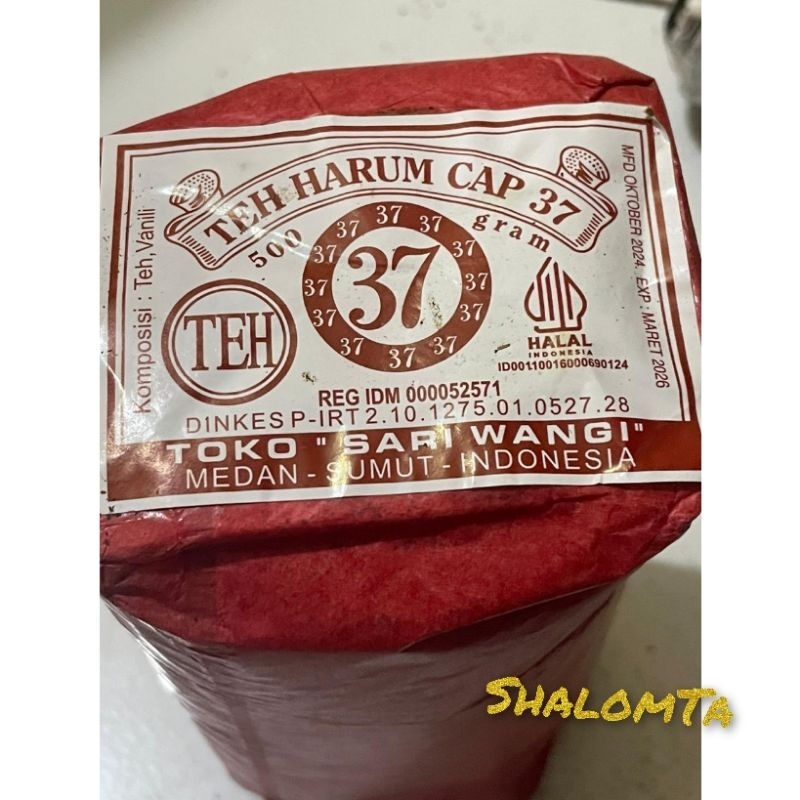 TEH HARUM CAP 37
500 gram
37 37 37 37 37 37 37 37 37 37 37 37
37
TEH
Komposisi : Teh,Vanili
HALAL
INDONESIA
ID00110016000690124
MFD OKTOBER 2024. EXP : MARET 2026
REG IDM 000052571
DINKES P-IRT 2.10.1275.01.0527.28
TOKO "SARI WANGI"
MEDAN - SUMUT - INDONESIA
SHALOMTA